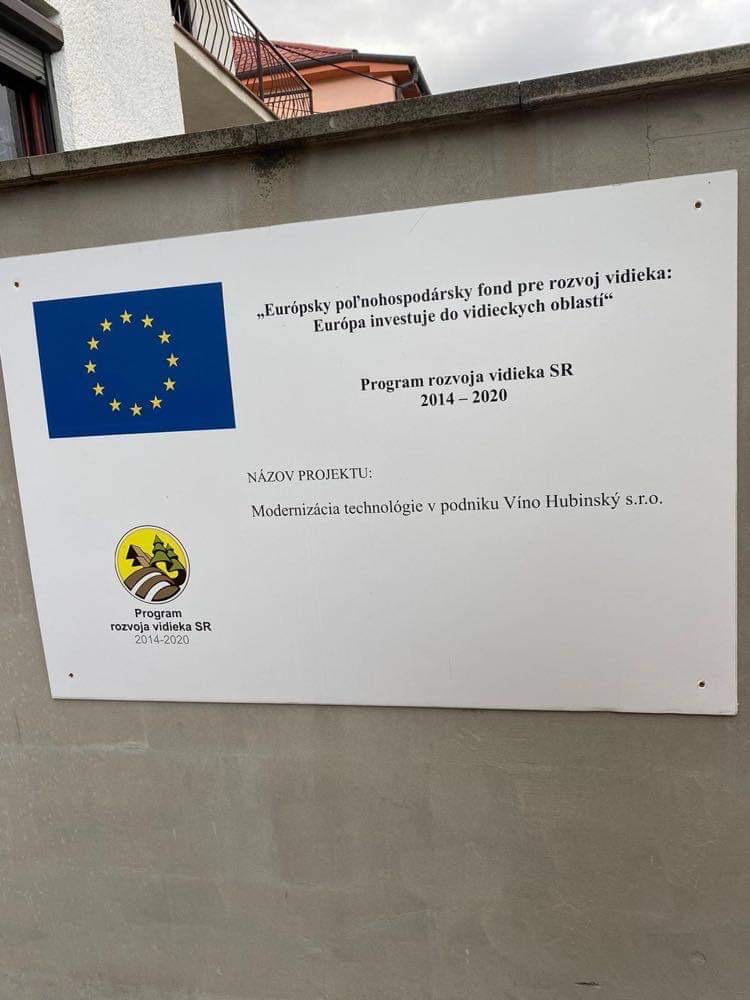 „Európsky poľnohospodársky fond pre rozvoj vidieka:
Európa investuje do vidieckych oblastí“
Program rozvoja vidieka SR
2014 – 2020
NÁZOV PROJEKTU:
Modernizácia technológie v podniku Víno Hubinský s.r.o.
Program
rozvoja vidieka SR
2014-2020